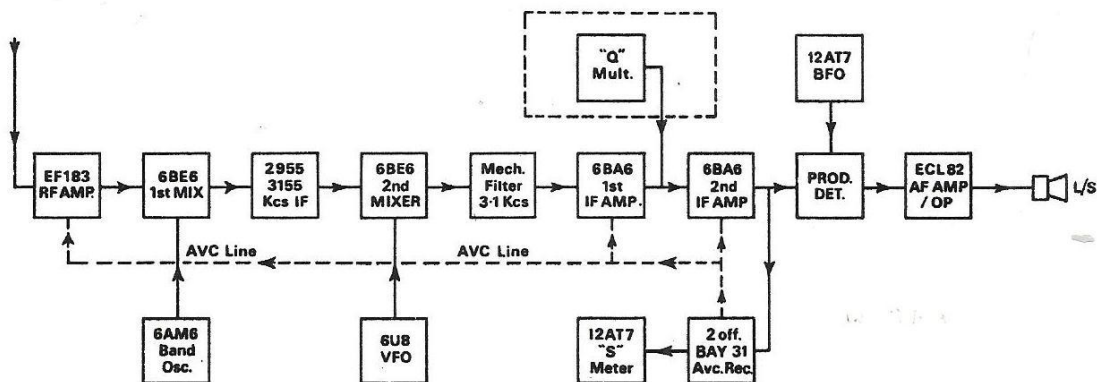 "Q"
Mult.
12AT7
BFO
EF183
RF AMP.
6BE6
1st MIX
2955
3155
Kcs IF
6BE6
2nd
MIXER
Mech.
Filter
3·1 Kcs
6BA6
1st
IF AMP.
6BA6
2nd
IF AMP
PROD.
DET.
ECL82
AF AMP
/ OP
L/S
AVC Line
AVC Line
6AM6
Band
Osc.
6U8
VFO
12AT7
"S"
Meter
2 off.
BAY 31
Avc.Rec.